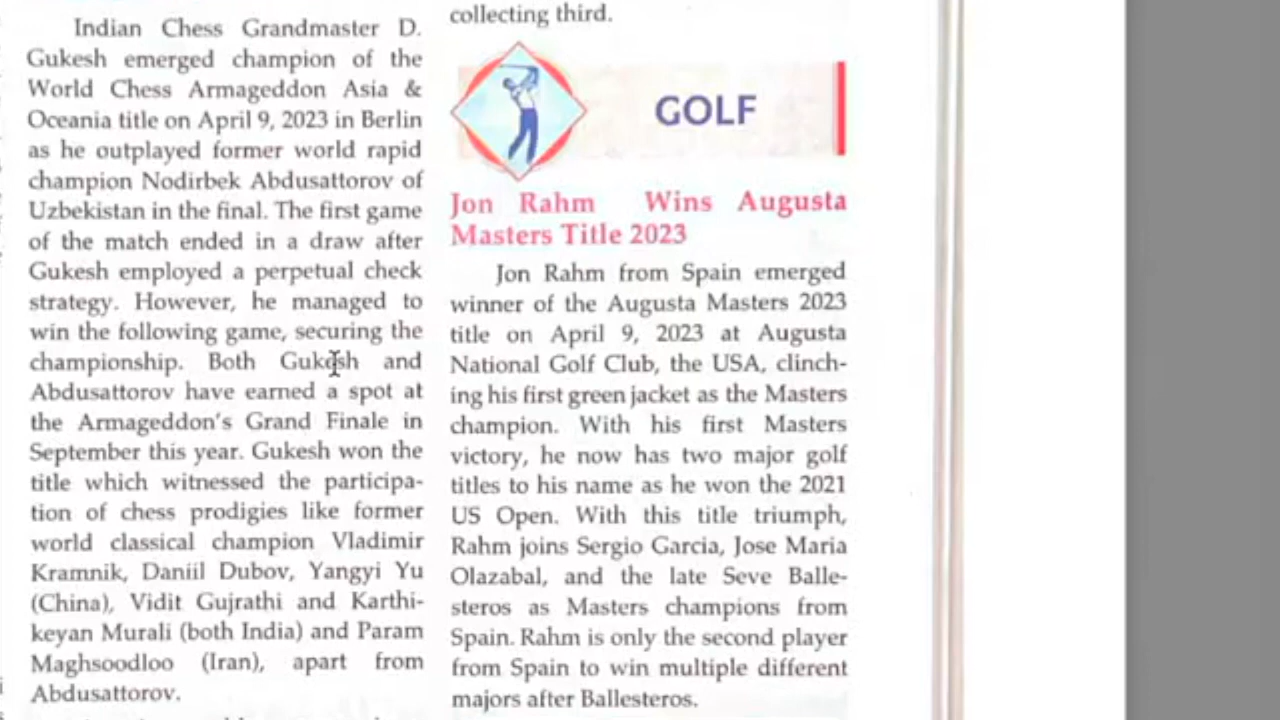 Indian Chess Grandmaster D.
Gukesh emerged champion of the
World Chess Armageddon Asia &
Oceania title on April 9, 2023 in Berlin
as he outplayed former world rapid
champion Nodirbek Abdusattorov of
Uzbekistan in the final. The first game
of the match ended in a draw after
Gukesh employed a perpetual check
strategy. However, he managed to
win the following game, securing the
championship. Both Gukesh and
Abdusattorov have earned a spot at
the Armageddon's Grand Finale in
September this year. Gukesh won the
title which witnessed the participa-
tion of chess prodigies like former
world classical champion Vladimir
Kramnik, Daniil Dubov, Yangyi Yu
(China), Vidit Gujrathi and Karthi-
keyan Murali (both India) and Param
Maghsoodloo (Iran), apart from
Abdusattorov.
collecting third.
GOLF
Jon Rahm Wins Augusta
Masters Title 2023
Jon Rahm from Spain emerged
winner of the Augusta Masters 2023
title on April 9, 2023 at Augusta
National Golf Club, the USA, clinch-
ing his first green jacket as the Masters
champion. With his first Masters
victory, he now has two major golf
titles to his name as he won the 2021
US Open. With this title triumph,
Rahm joins Sergio Garcia, Jose Maria
Olazabal, and the late Seve Balle-
steros as Masters champions from
Spain. Rahm is only the second player
from Spain to win multiple different
majors after Ballesteros.